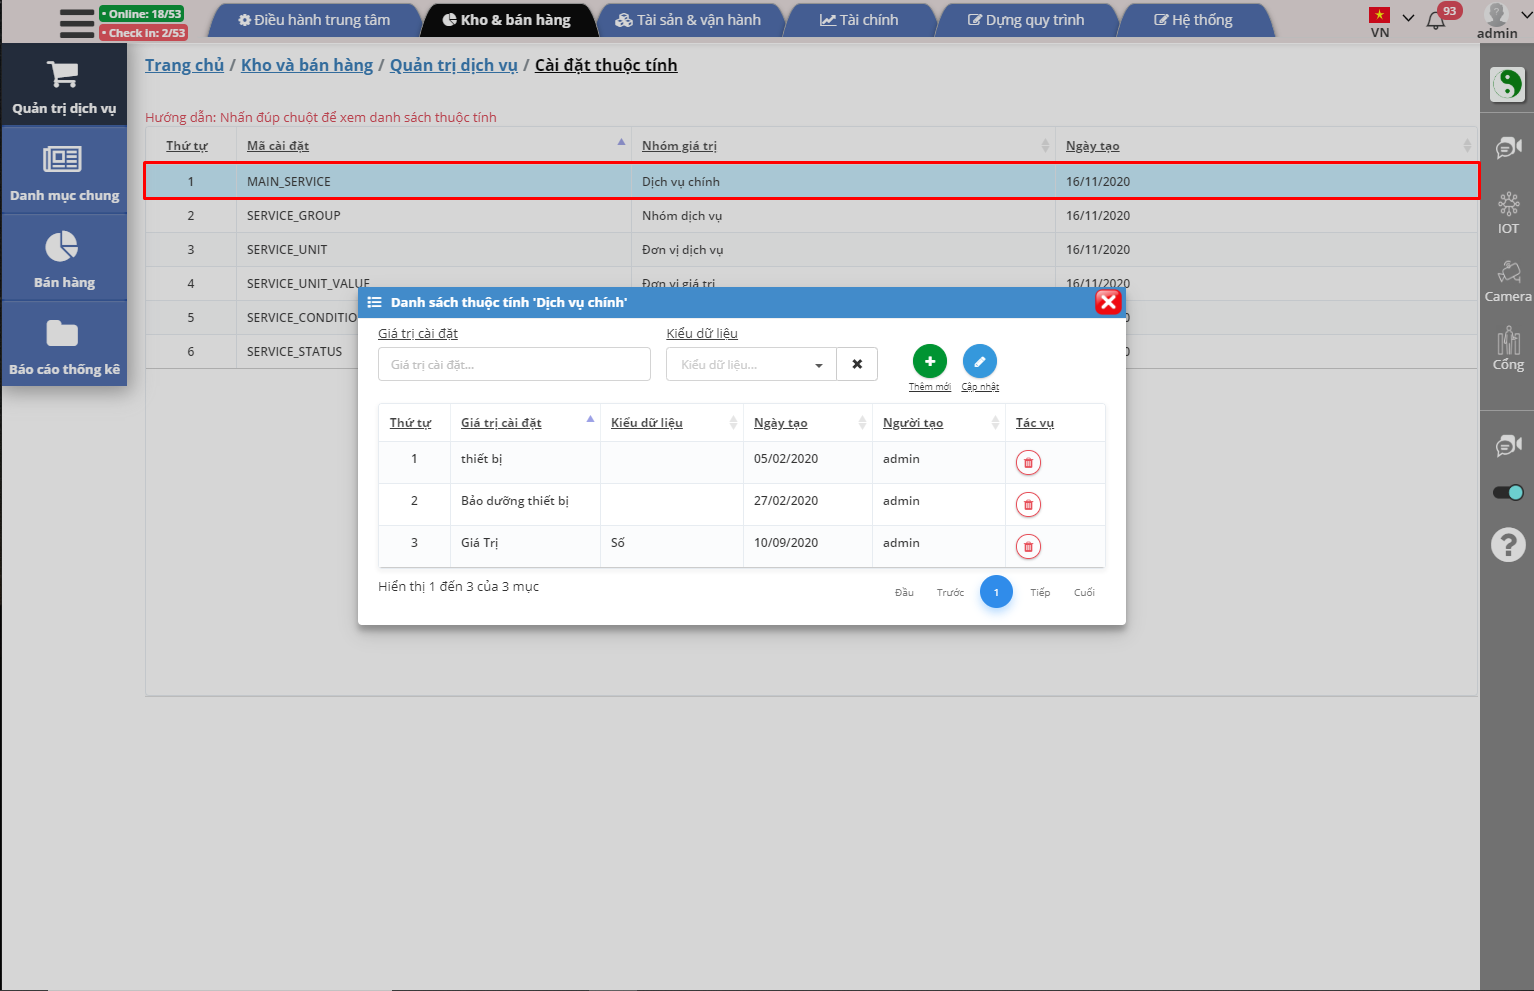 • Online: 18/53
• Check in: 2/53
Điều hành trung tâm
Kho & bán hàng
Tài sản & vận hành
Tài chính
Dựng quy trình
Hệ thống
VN
93
admin
Quản trị dịch vụ
Danh mục chung
Bán hàng
Báo cáo thống kê
Trang chủ / Kho và bán hàng / Quản trị dịch vụ / Cài đặt thuộc tính
Hướng dẫn: Nhấn đúp chuột để xem danh sách thuộc tính
Thứ tự Mã cài đặt Nhóm giá trị Ngày tạo
1 MAIN_SERVICE Dịch vụ chính 16/11/2020
2 SERVICE_GROUP Nhóm dịch vụ 16/11/2020
3 SERVICE_UNIT Đơn vị dịch vụ 16/11/2020
4 SERVICE_UNIT_VALUE Đơn vị giá trị 16/11/2020
5 SERVICE_CONDITIO
6 SERVICE_STATUS
Danh sách thuộc tính 'Dịch vụ chính'
Giá trị cài đặt Kiểu dữ liệu
Giá trị cài đặt... Kiểu dữ liệu...
Thêm mới Cập nhật
Thứ tự Giá trị cài đặt Kiểu dữ liệu Ngày tạo Người tạo Tác vụ
1 thiết bị 05/02/2020 admin
2 Bảo dưỡng thiết bị 27/02/2020 admin
3 Giá Trị Số 10/09/2020 admin
Hiển thị 1 đến 3 của 3 mục
Đầu Trước 1 Tiếp Cuối
IOT
Camera
Cổng